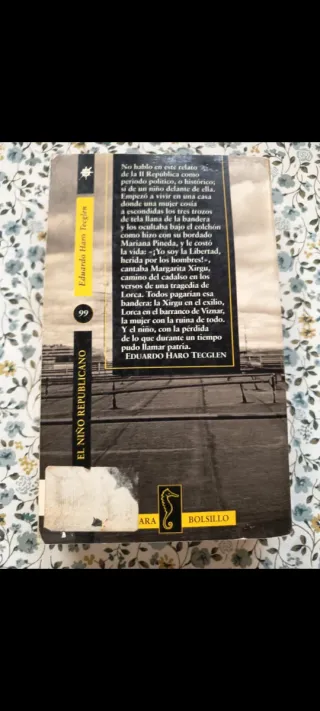 No hablo en este relato
de la II República como
período político, o histórico;
sí de un niño delante de ella.
Empezó a vivir en una casa
donde una mujer cosía
a escondidas los tres trozos
de tela llana de la bandera
y los ocultaba bajo el colchón
como hizo con su bordado
Mariana Pineda, y le costó
la vida: «¡Yo soy la Libertad,
herida por los hombres!»,
cantaba Margarita Xirgu,
camino del cadalso en los
versos de una tragedia de
Lorca. Todos pagarían esa
bandera: la Xirgu en el exilio,
Lorca en el barranco de Víznar,
la mujer con la ruina de todo.
Y el niño, con la pérdida
de lo que durante un tiempo
pudo llamar patria.
EDUARDO HARO TECGLEN
Eduardo Haro Tecglen
99
EL NIÑO REPUBLICANO
ARA BOLSILLO